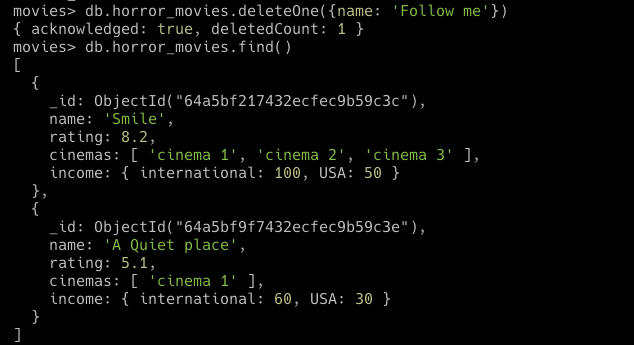 movies> db.horror_movies.deleteOne({name: 'Follow me'})
{ acknowledged: true, deletedCount: 1 }
movies> db.horror_movies.find()
[
  {
    _id: ObjectId("64a5bf217432ecfec9b59c3c"),
    name: 'Smile',
    rating: 8.2,
    cinemas: [ 'cinema 1', 'cinema 2', 'cinema 3' ],
    income: { international: 100, USA: 50 }
  },
  {
    _id: ObjectId("64a5bf9f7432ecfec9b59c3e"),
    name: 'A Quiet place',
    rating: 5.1,
    cinemas: [ 'cinema 1' ],
    income: { international: 60, USA: 30 }
  }
]